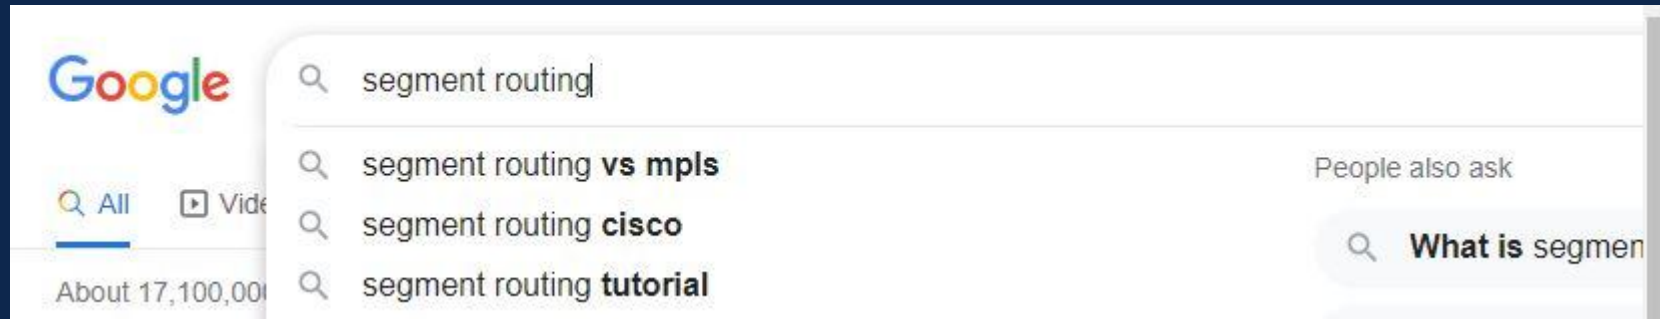 Google
segment routing
segment routing vs mpls
segment routing cisco
segment routing tutorial
All
About
People also ask
What is